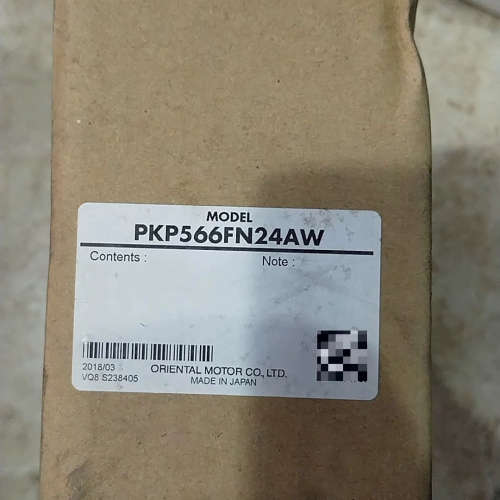 MODEL
PKP566FN24AW
Contents : Note :
2018/03 ORIENTAL MOTOR CO., LTD.
VQ8 S238405 MADE IN JAPAN